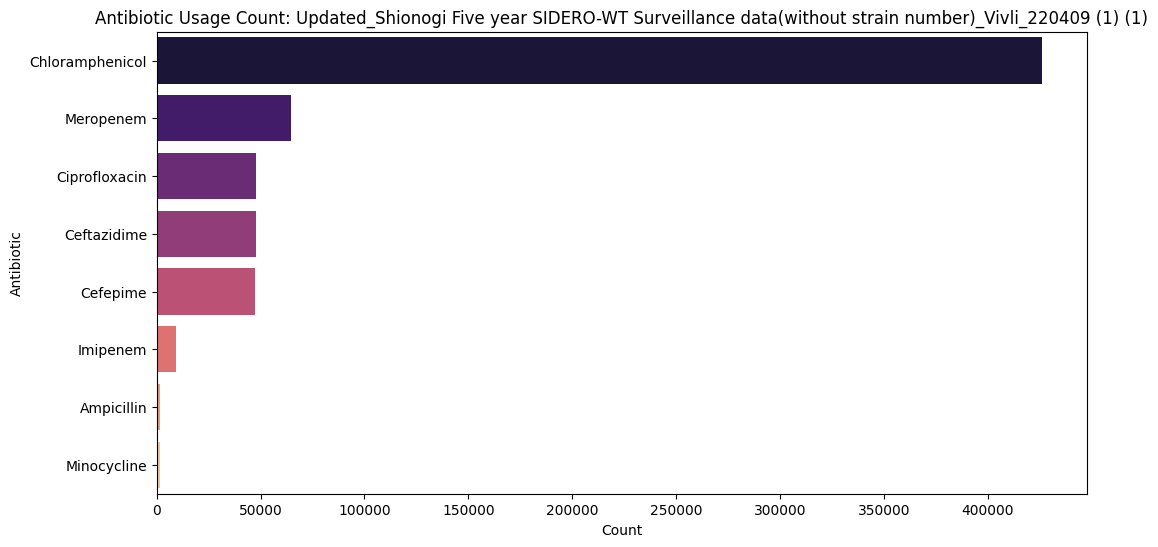 Antibiotic Usage Count: Updated_Shionogi Five year SIDERO-WT Surveillance data(without strain number)_Vivli_220409 (1) (1)
Antibiotic
Chloramphenicol
Meropenem
Ciprofloxacin
Ceftazidime
Cefepime
Imipenem
Ampicillin
Minocycline
0 50000 100000 150000 200000 250000 300000 350000 400000
Count